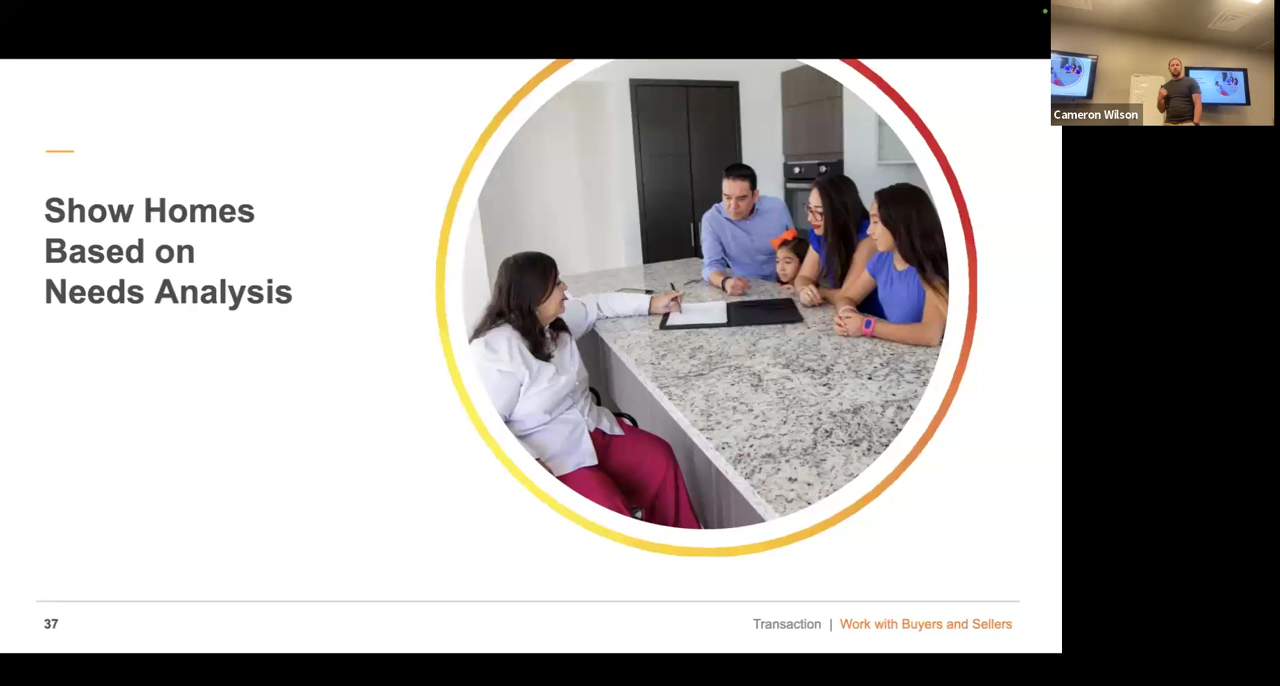 Cameron Wilson
Show Homes
Based on
Needs Analysis
37
Transaction | Work with Buyers and Sellers